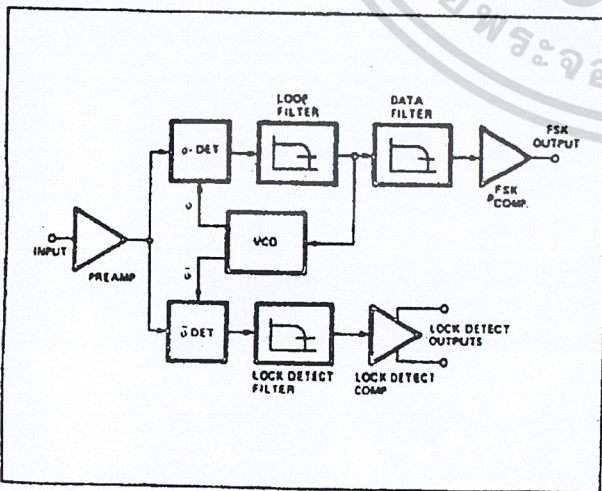 LOOP
FILTER
DATA
FILTER
FSK
OUTPUT
DET
FSK
COMP.
VCO
INPUT
PREAMP
DET
LOCK DETECT
OUTPUTS
LOCK DETECT
FILTER
LOCK DETECT
COMP